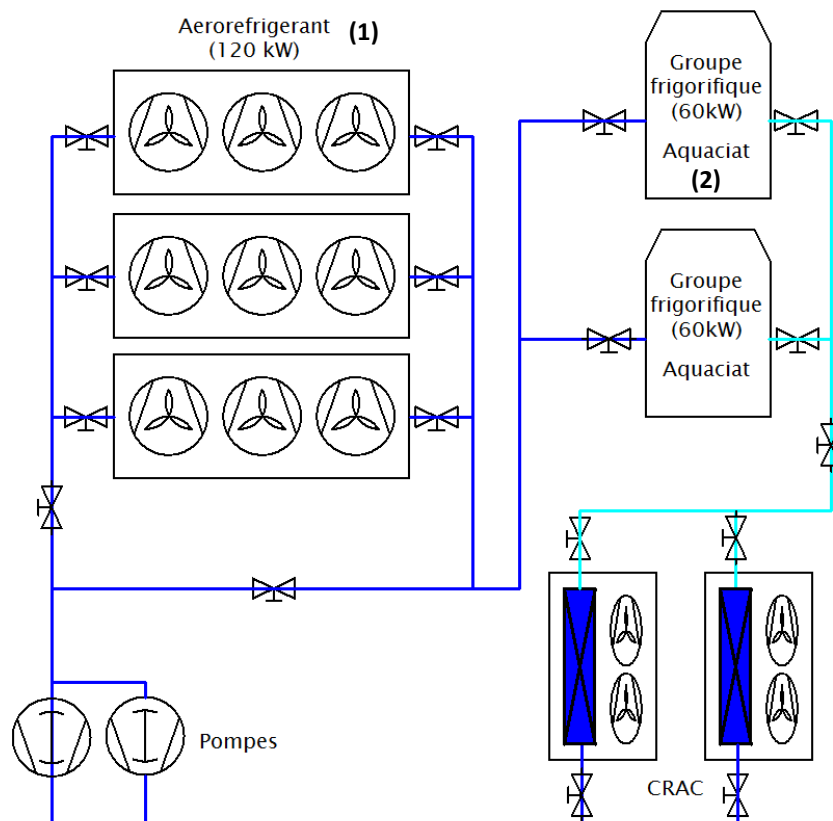 Aerorefrigerant (1)
(120 kW)
Groupe
frigorifique
(60kW)
Aquaciat
(2)
Groupe
frigorifique
(60kW)
Aquaciat
Pompes
CRAC